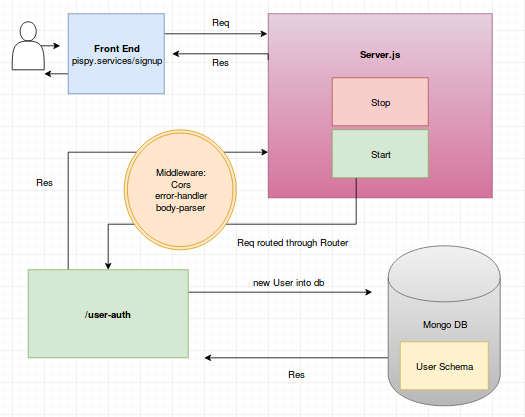 Front End
pispy.services/signup
Req
Res
Server.js
Stop
Start
Middleware:
Cors
error-handler
body-parser
Res
Req routed through Router
/user-auth
new User into db
Mongo DB
User Schema
Res